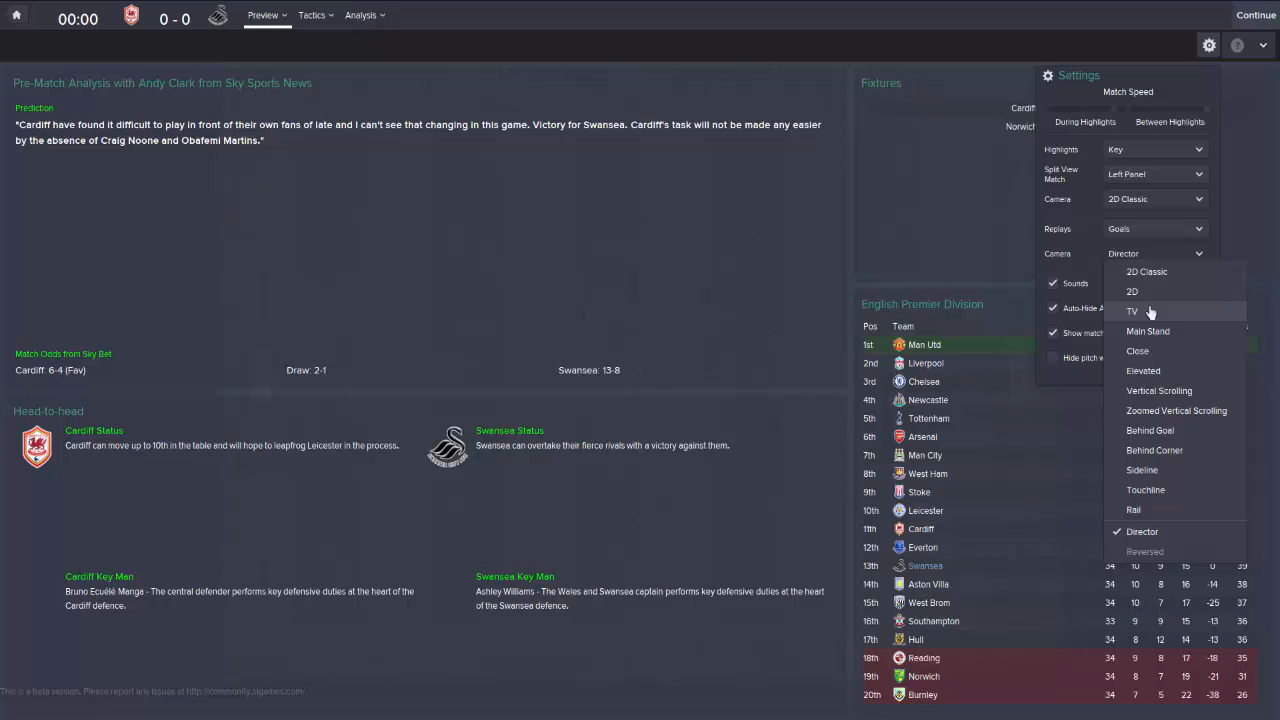 00:00
0 - 0
Preview
Tactics
Analysis
Continue
Pre-Match Analysis with Andy Clark from Sky Sports News
Prediction
"Cardiff have found it difficult to play in front of their own fans of late and I can't see that changing in this game. Victory for Swansea. Cardiff's task will not be made any easier
by the absence of Craig Noone and Obafemi Martins."
Match Odds from Sky Bet
Cardiff: 6-4 (Fav)
Draw: 2-1
Swansea: 13-8
Head-to-head
Cardiff Status
Cardiff can move up to 10th in the table and will hope to leapfrog Leicester in the process.
Swansea Status
Swansea can overtake their fierce rivals with a victory against them.
Cardiff Key Man
Bruno Ecuélé Manga - The central defender performs key defensive duties at the heart of the
Cardiff defence.
Swansea Key Man
Ashley Williams - The Wales and Swansea captain performs key defensive duties at the heart
of the Swansea defence.
This is a beta version. Please report any issues at http://community.sigames.com/
Fixtures
Cardif
Norwich
Settings
Match Speed
During Highlights
Between Highlights
Highlights
Key
Split View
Match
Left Panel
Camera
2D Classic
Replays
Goals
Camera
Director
Sounds
Auto-Hide A
Show match
Hide pitch w
2D Classic
2D
TV
Main Stand
Close
Elevated
Vertical Scrolling
Zoomed Vertical Scrolling
Behind Goal
Behind Corner
Sideline
Touchline
Rail
Director
Reversed
English Premier Division
Pos Team
1st Man Utd
2nd Liverpool
3rd Chelsea
4th Newcastle
5th Tottenham
6th Arsenal
7th Man City
8th West Ham
9th Stoke
10th Leicester
11th Cardiff
12th Everton
13th Swansea 34 10 9 15 0 39
14th Aston Villa 34 10 8 16 -14 38
15th West Brom 34 10 7 17 -25 37
16th Southampton 33 9 9 15 -13 36
17th Hull 34 8 12 14 -13 36
18th Reading 34 9 8 17 -18 35
19th Norwich 34 8 7 19 -21 31
20th Burnley 34 7 5 22 -38 26